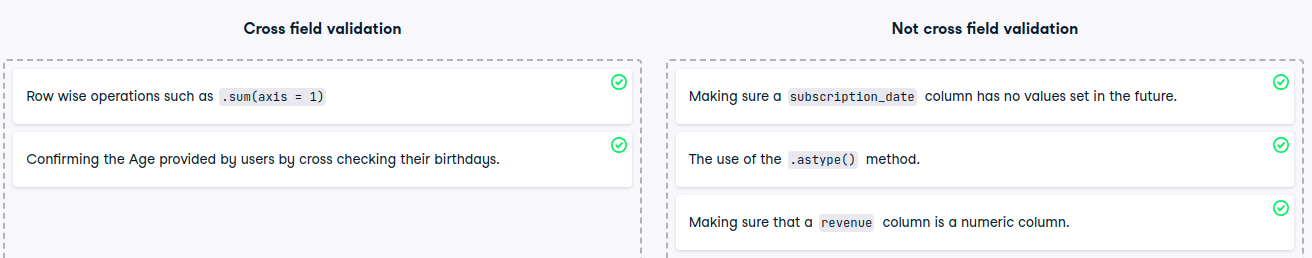 Cross field validation
Not cross field validation
Row wise operations such as .sum(axis = 1)
Confirming the Age provided by users by cross checking their birthdays.
Making sure a subscription_date column has no values set in the future.
The use of the .astype() method.
Making sure that a revenue column is a numeric column.